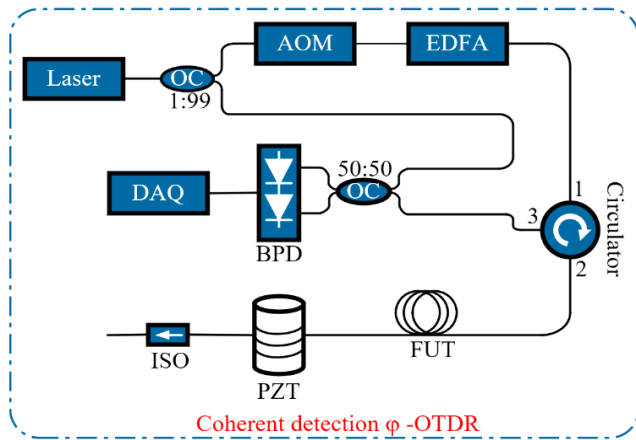 AOM
EDFA
Laser
OC
1:99
50:50
OC
DAQ
BPD
1
3
2
Circulator
ISO
PZT
FUT
Coherent detection φ -OTDR